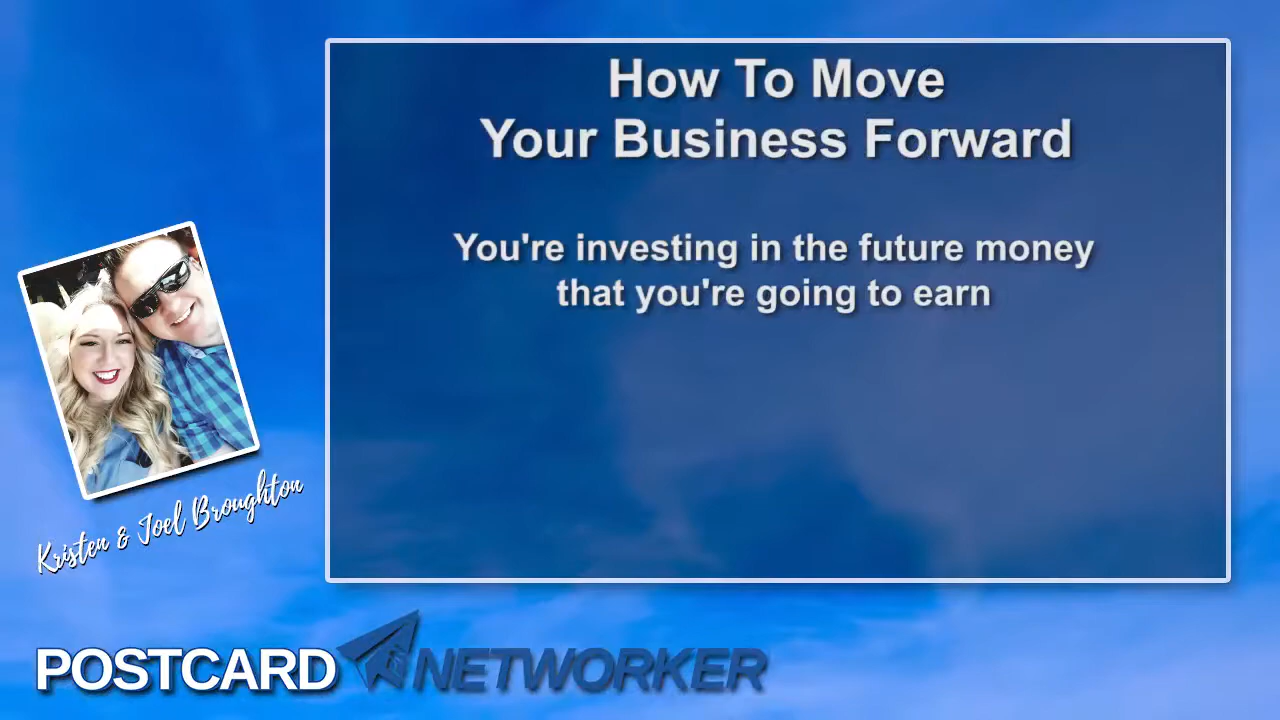 How To Move
Your Business Forward
You're investing in the future money
that you're going to earn
Kristen & Joel Broughton
POSTCARD NETWORKER